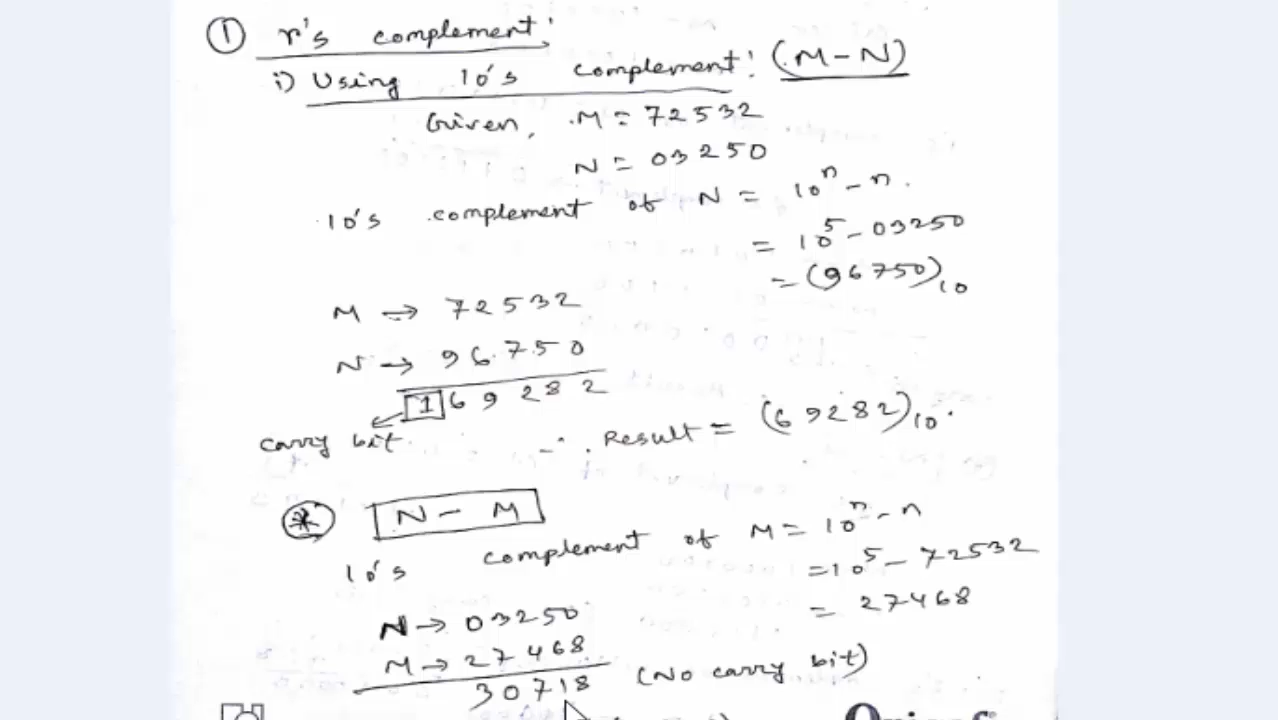 ① r's complement:
i) Using 10's complement: (M-N)
Given, M = 72532
N = 03250
10's complement of N = 10^n - n.
= 10^5 - 03250
= (96750)10
M → 72532
N → 96750
1 69282
carry bit
∴ Result = (69282)10.
* N - M
10's complement of M = 10^n - n
= 10^5 - 72532
= 27468
N → 03250
M → 27468
30718 (No carry bit)